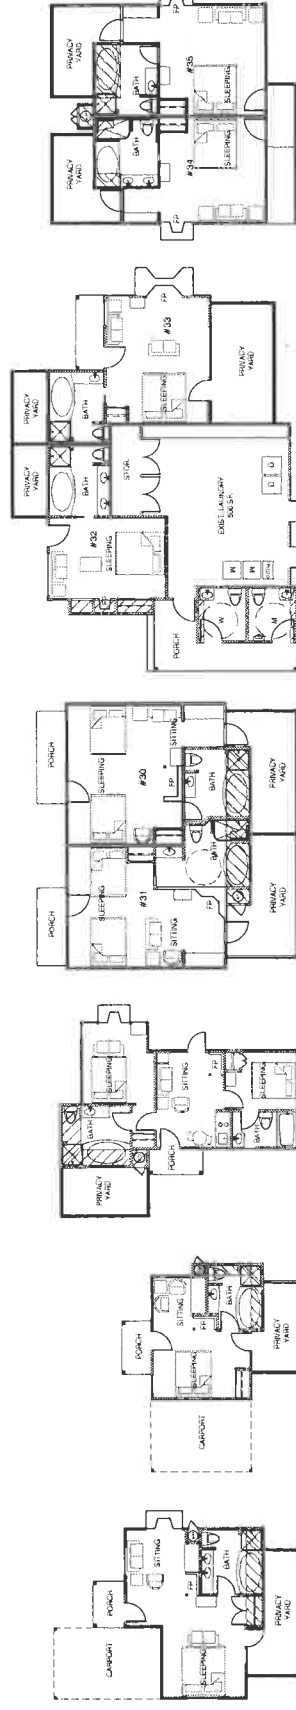 FP
PRIVACY
YARD
BATH
#35
SLEEPING
PRIVACY
YARD
BATH
#34
SLEEPING
FP
FP
#33
SLEEPING
PRIVACY
YARD
PRIVACY
YARD
BATH
PRIVACY
YARD
BATH
STOR.
#32
SLEEPING
FP
EXIST. LAUNDRY
500 SF.
D
D
M
M
W
M
PORCH
PORCH
SLEEPING
#30
SITTING
FP
BATH
PRIVACY
YARD
PORCH
SLEEPING
#31
SITTING
FP
BATH
PRIVACY
YARD
SLEEPING
BATH
PRIVACY
YARD
SITTING
FP
PORCH
SLEEPING
BATH
PORCH
SITTING
FP
BATH
SLEEPING
PRIVACY
YARD
CARPORT
SITTING
PORCH
FP
BATH
CARPORT
SLEEPING
PRIVACY
YARD